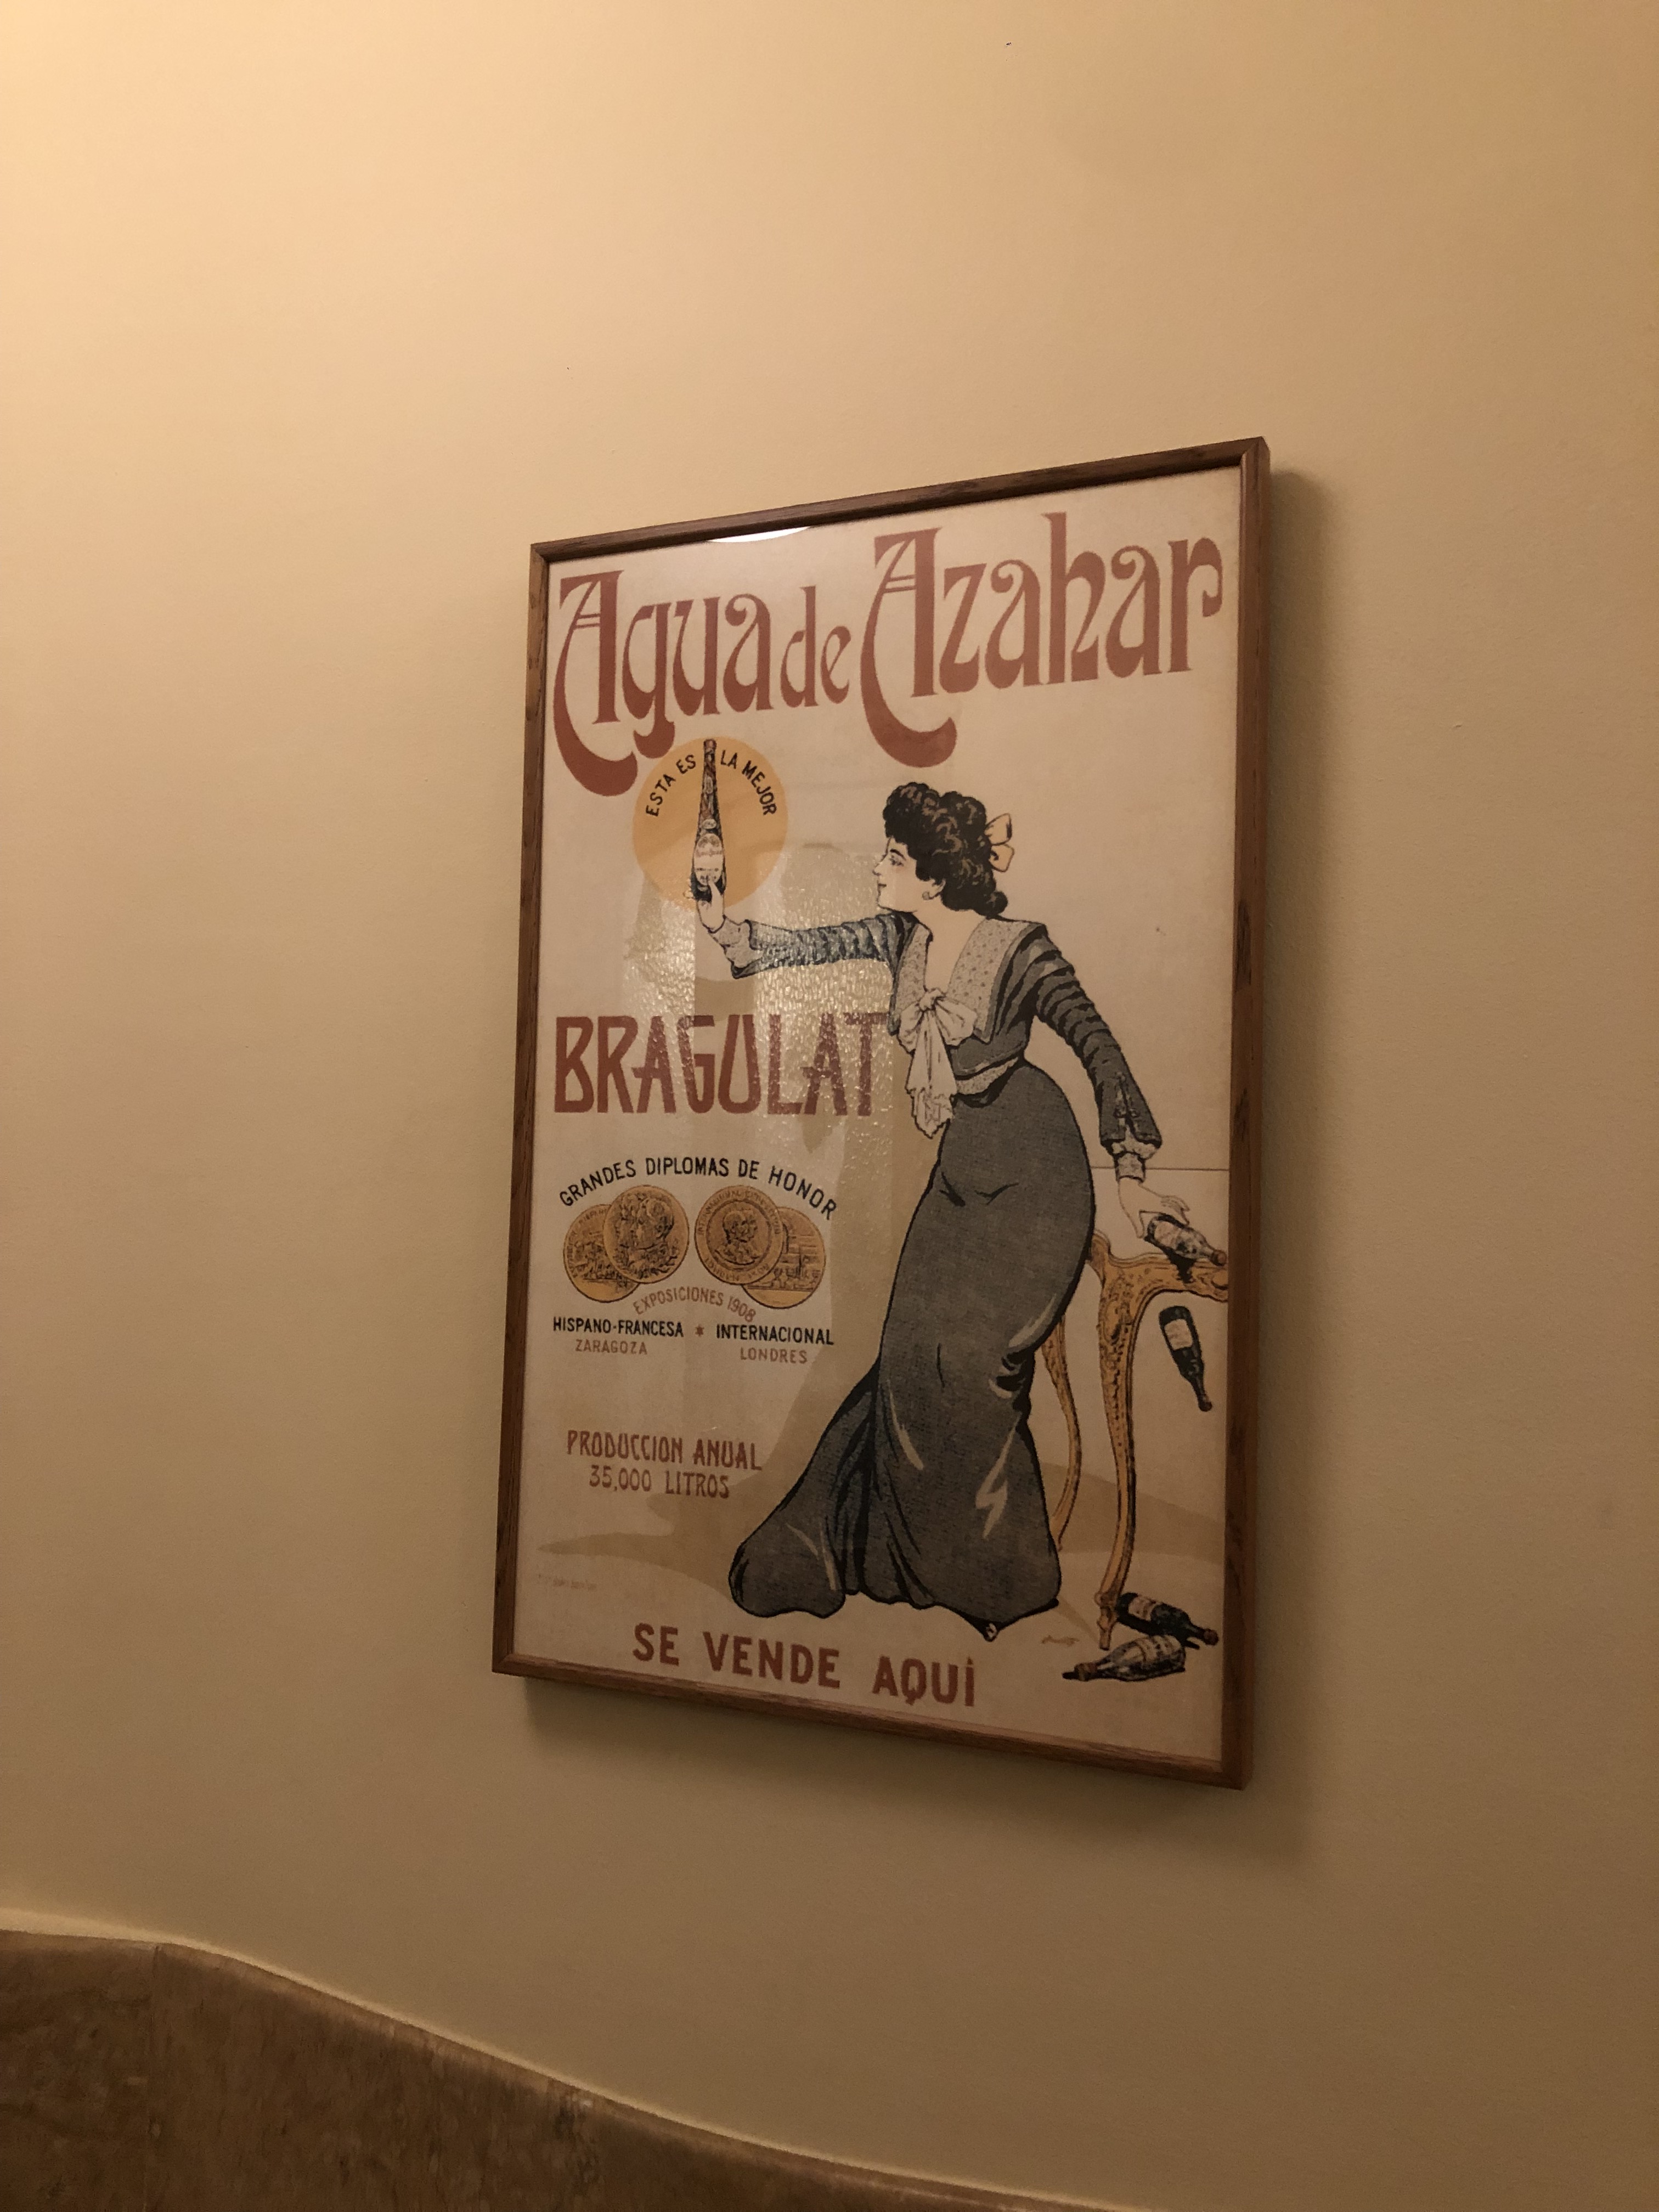 Agua de Azahar
ESTA ES LA MEJOR
BRAGULAT
GRANDES DIPLOMAS DE HONOR
EXPOSICIONES 1908
HISPANO-FRANCESA * INTERNACIONAL
ZARAGOZA LONDRES
PRODUCCION ANUAL
35,000 LITROS
SE VENDE AQUÍ